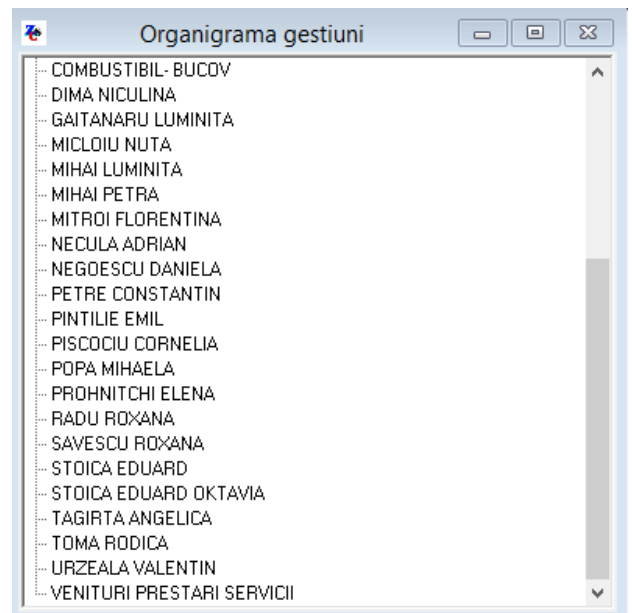 Organigrama gestiuni
COMBUSTIBIL- BUCOV
DIMA NICULINA
GAITANARU LUMINITA
MICLOIU NUTA
MIHAI LUMINITA
MIHAI PETRA
MITROI FLORENTINA
NECULA ADRIAN
NEGOESCU DANIELA
PETRE CONSTANTIN
PINTILIE EMIL
PISCOCIU CORNELIA
POPA MIHAELA
PROHNITCHI ELENA
RADU ROXANA
SAVESCU ROXANA
STOICA EDUARD
STOICA EDUARD OKTAVIA
TAGIRTA ANGELICA
TOMA RODICA
URZEALA VALENTIN
VENITURI PRESTARI SERVICII